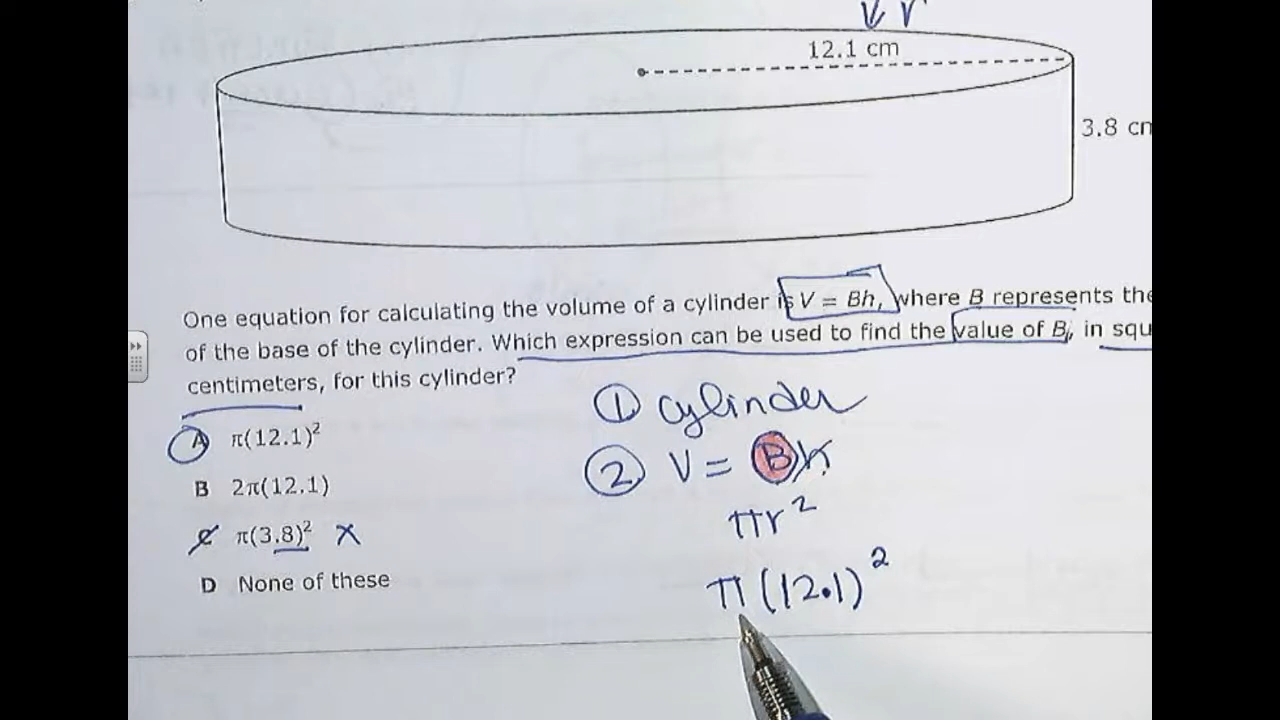 r
12.1 cm
3.8 cm
One equation for calculating the volume of a cylinder is V = Bh, where B represents the
of the base of the cylinder. Which expression can be used to find the value of B, in squ
centimeters, for this cylinder?
A π(12.1)²
B 2π(12.1)
C π(3.8)² X
D None of these
① cylinder
② V = Bh
πr²
π(12.1)²